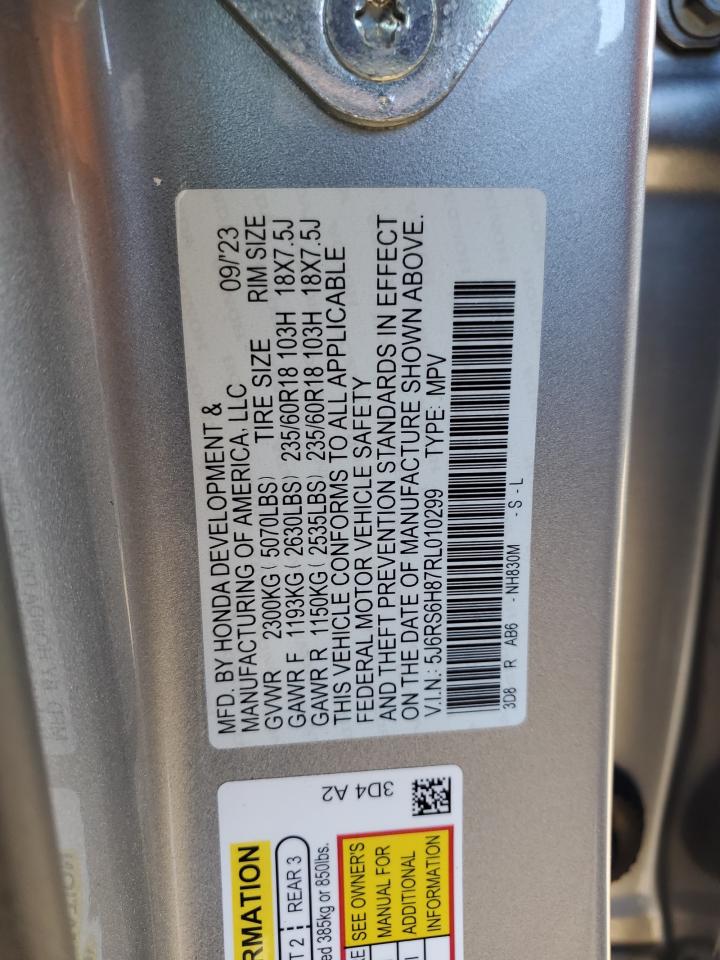 MFD. BY HONDA DEVELOPMENT &
MANUFACTURING OF AMERICA, LLC 09/'23
GVWR 2300KG ( 5070LBS) TIRE SIZE RIM SIZE
GAWR F 1193KG ( 2630LBS) 235/60R18 103H 18X7.5J
GAWR R 1150KG ( 2535LBS) 235/60R18 103H 18X7.5J
THIS VEHICLE CONFORMS TO ALL APPLICABLE
FEDERAL MOTOR VEHICLE SAFETY
AND THEFT PREVENTION STANDARDS IN EFFECT
ON THE DATE OF MANUFACTURE SHOWN ABOVE.
V.I.N.: 5J6RS6H87RL010299 TYPE: MPV
3D8 R AB6 - NH830M - S - L
3D4 A2
RMATION
T 2 REAR 3
ed 385kg or 850lbs.
SEE OWNER'S
MANUAL FOR
ADDITIONAL
INFORMATION